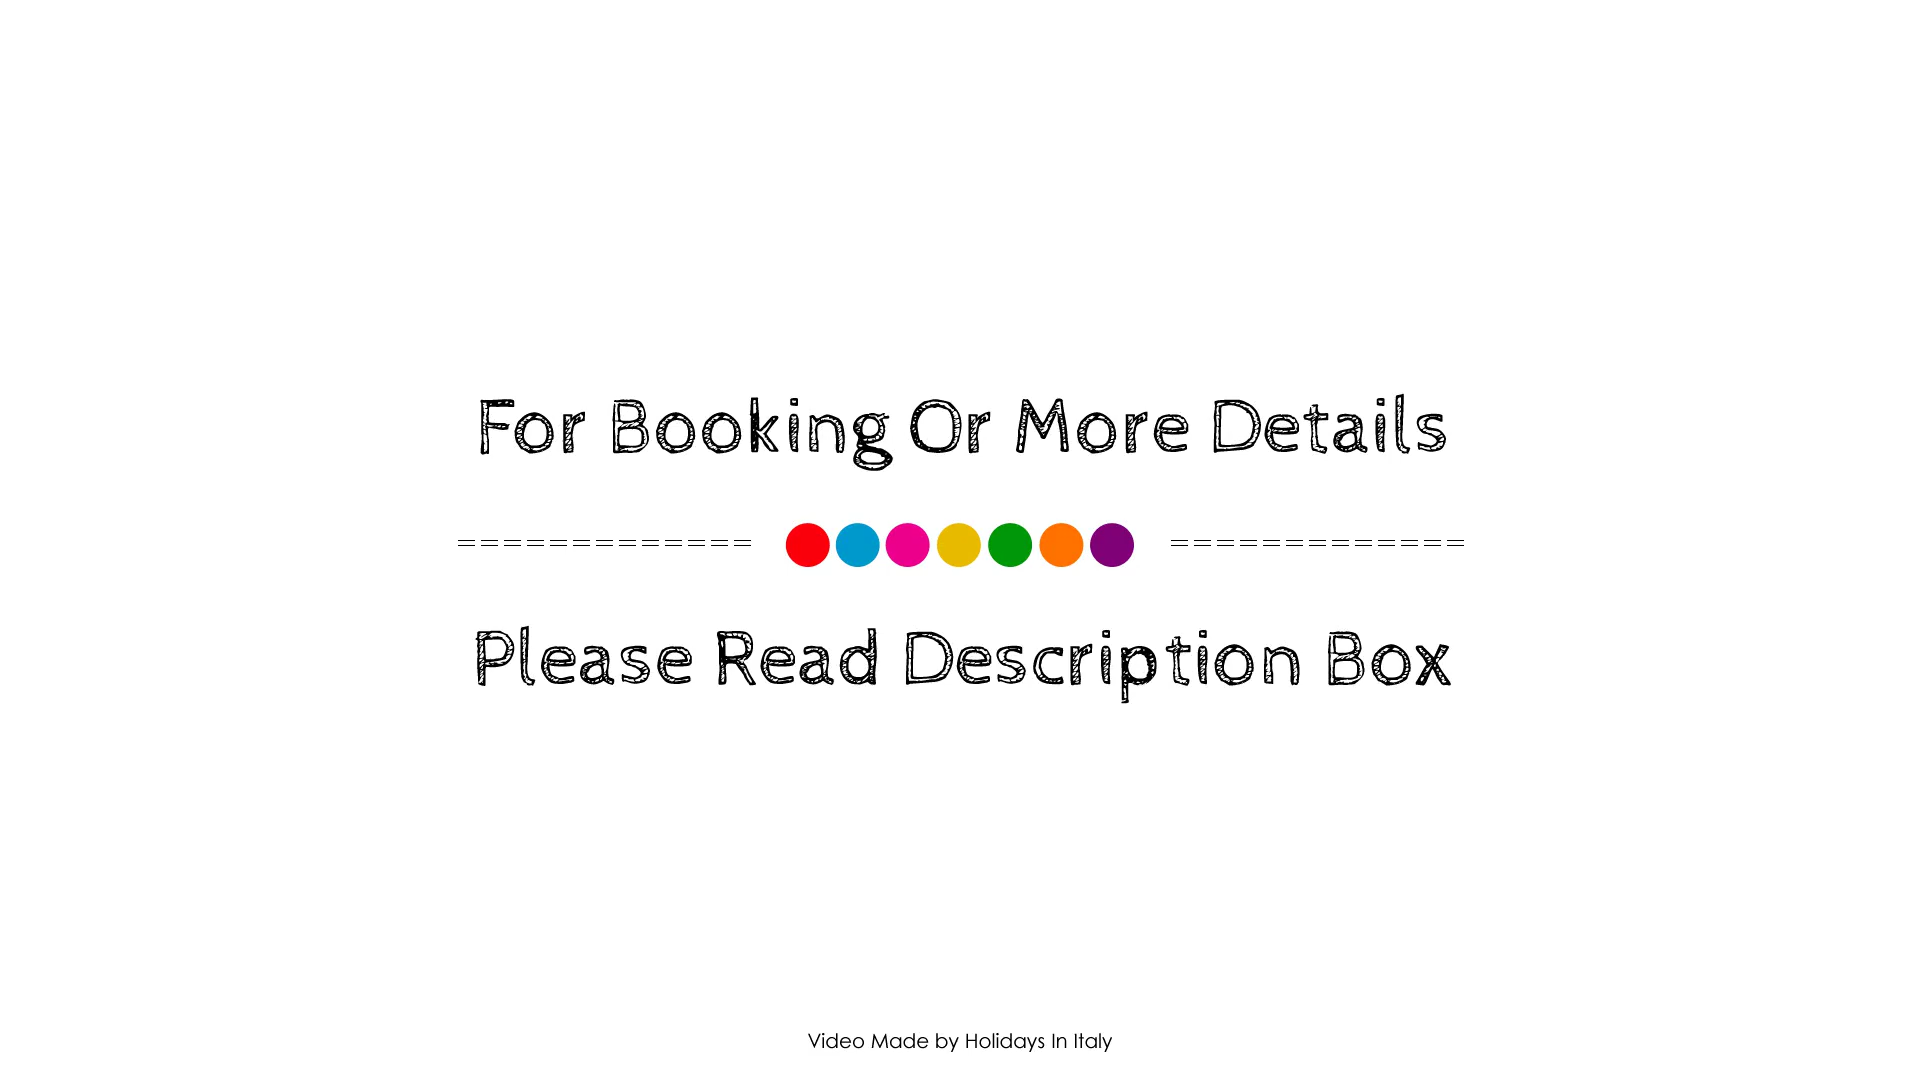 For Booking Or More Details
============= =============
Please Read Description Box
Video Made by Holidays In Italy